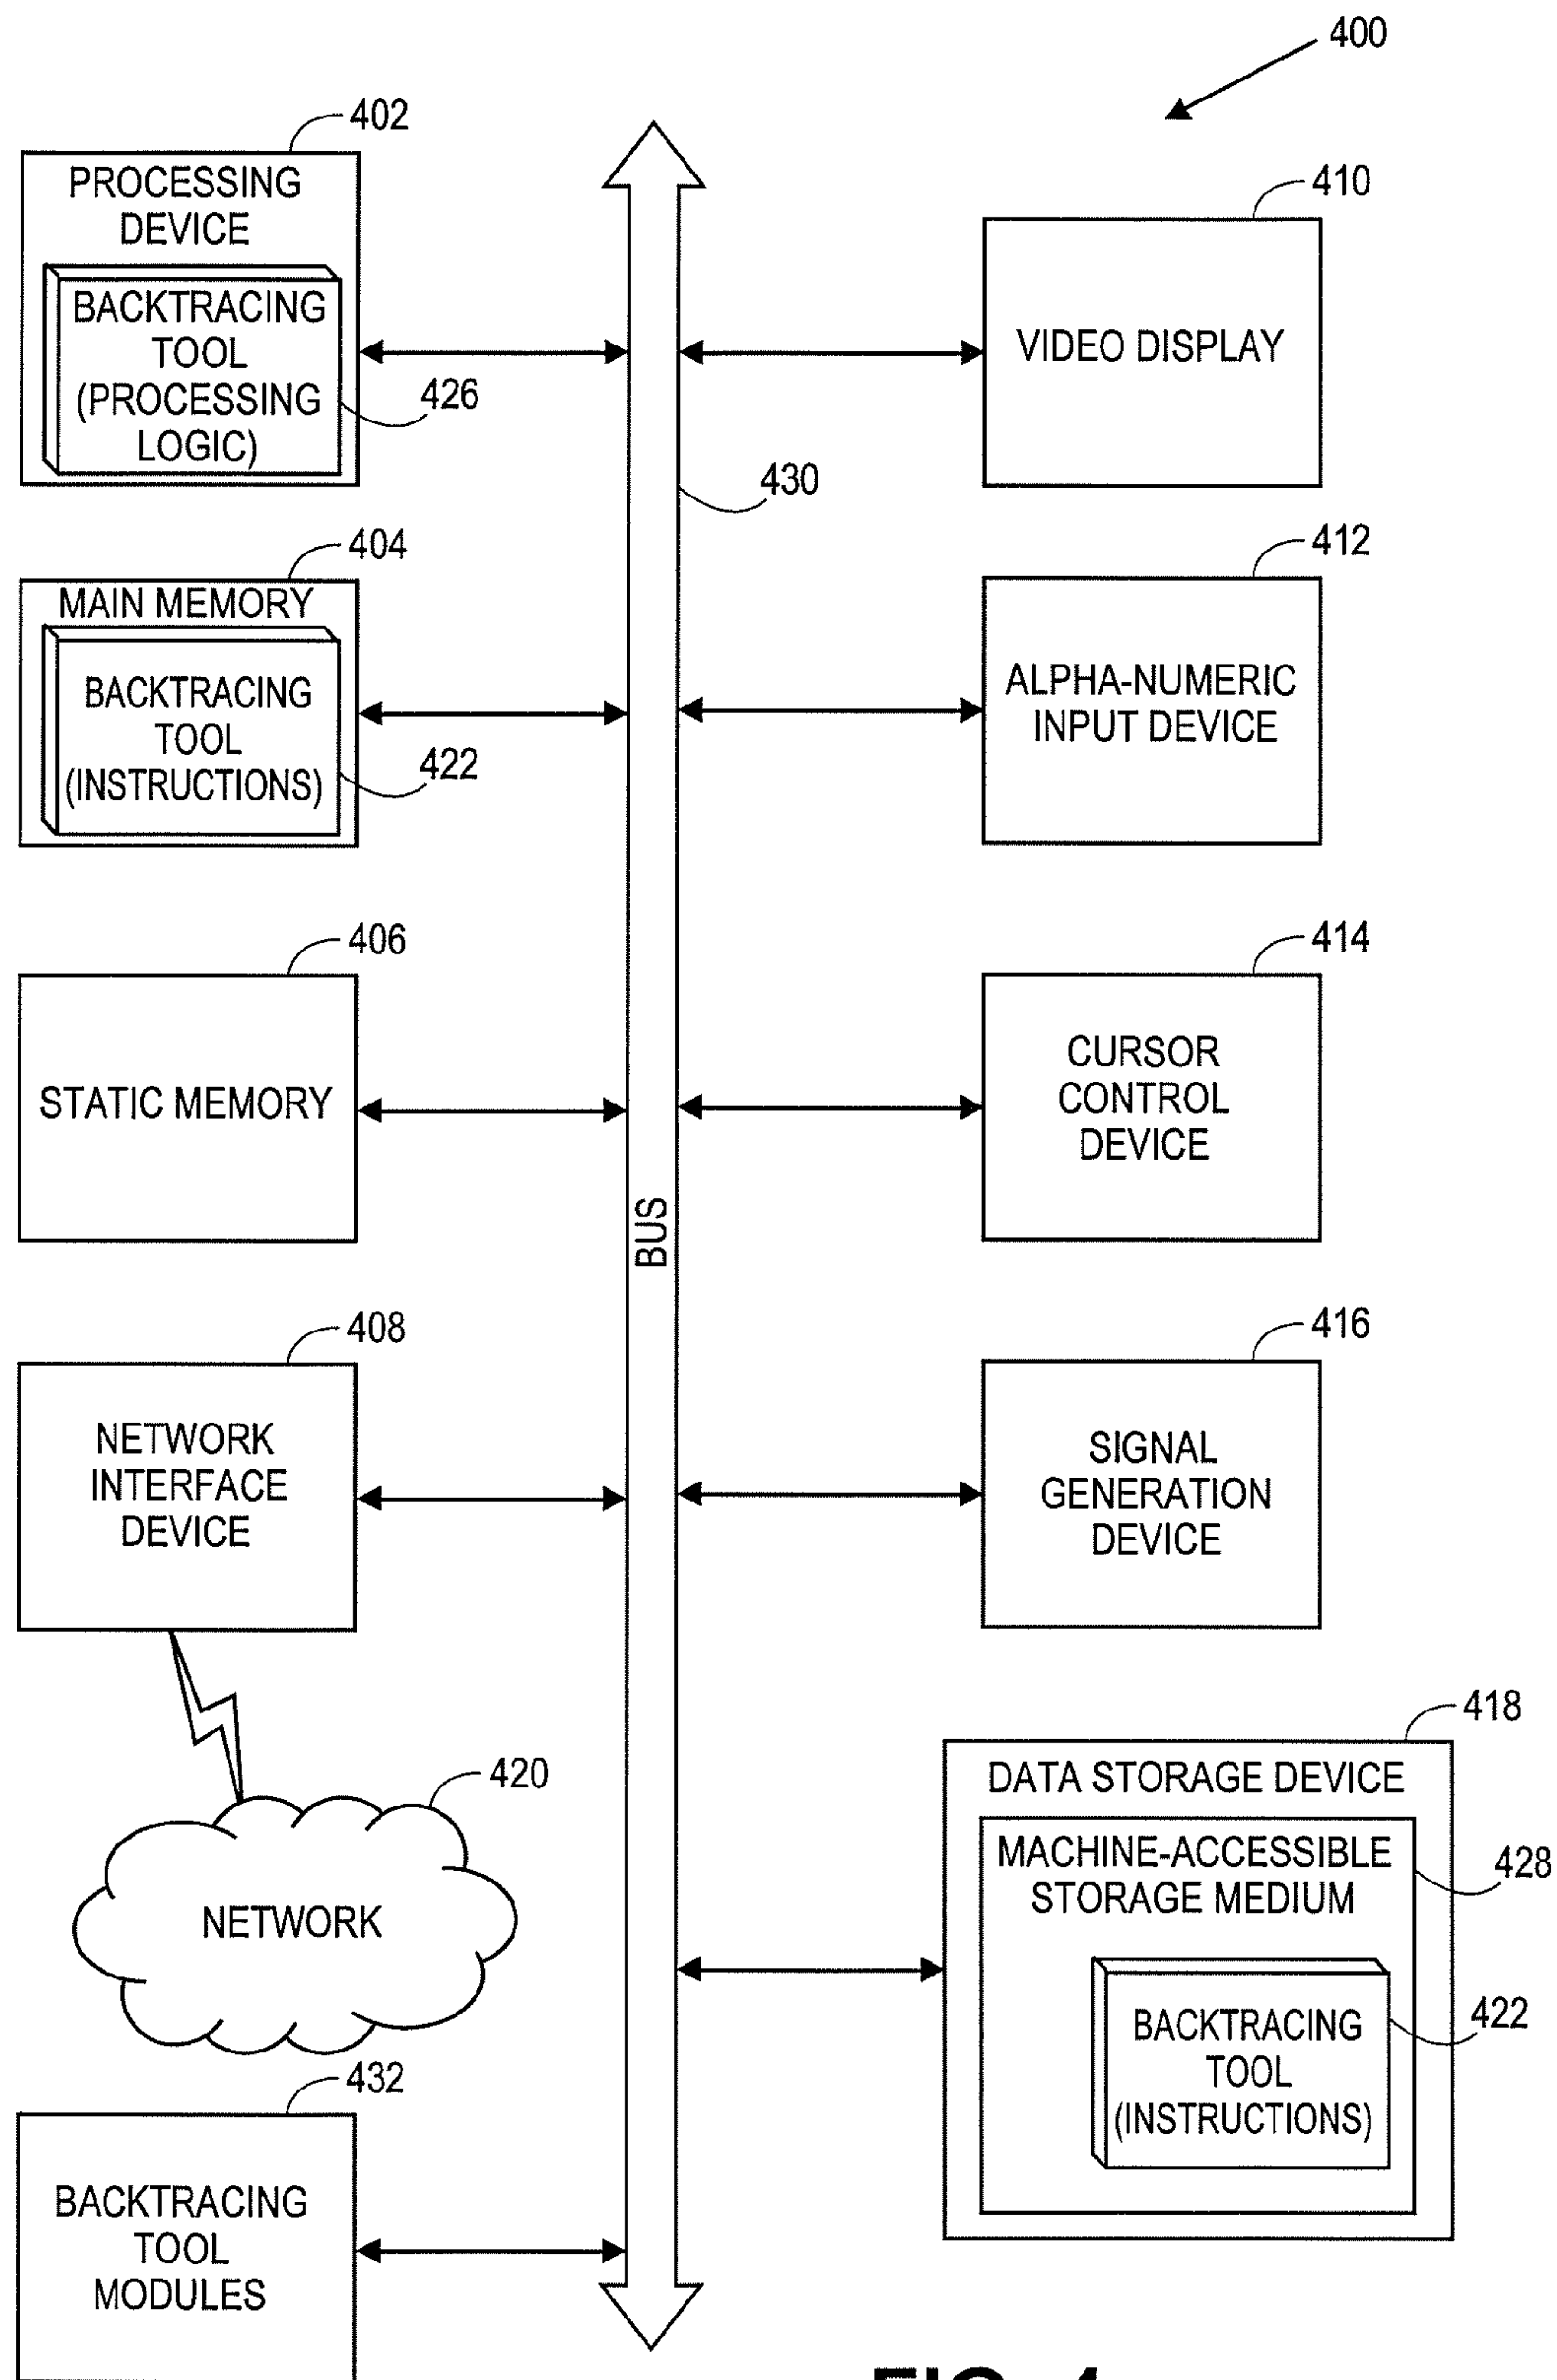 400
402
PROCESSING
DEVICE
BACKTRACING
TOOL
(PROCESSING
LOGIC)
426
404
MAIN MEMORY
BACKTRACING
TOOL
(INSTRUCTIONS)
422
406
STATIC MEMORY
408
NETWORK
INTERFACE
DEVICE
420
NETWORK
432
BACKTRACING
TOOL
MODULES
430
BUS
410
VIDEO DISPLAY
412
ALPHA-NUMERIC
INPUT DEVICE
414
CURSOR
CONTROL
DEVICE
416
SIGNAL
GENERATION
DEVICE
418
DATA STORAGE DEVICE
MACHINE-ACCESSIBLE
STORAGE MEDIUM
428
BACKTRACING
TOOL
(INSTRUCTIONS)
422